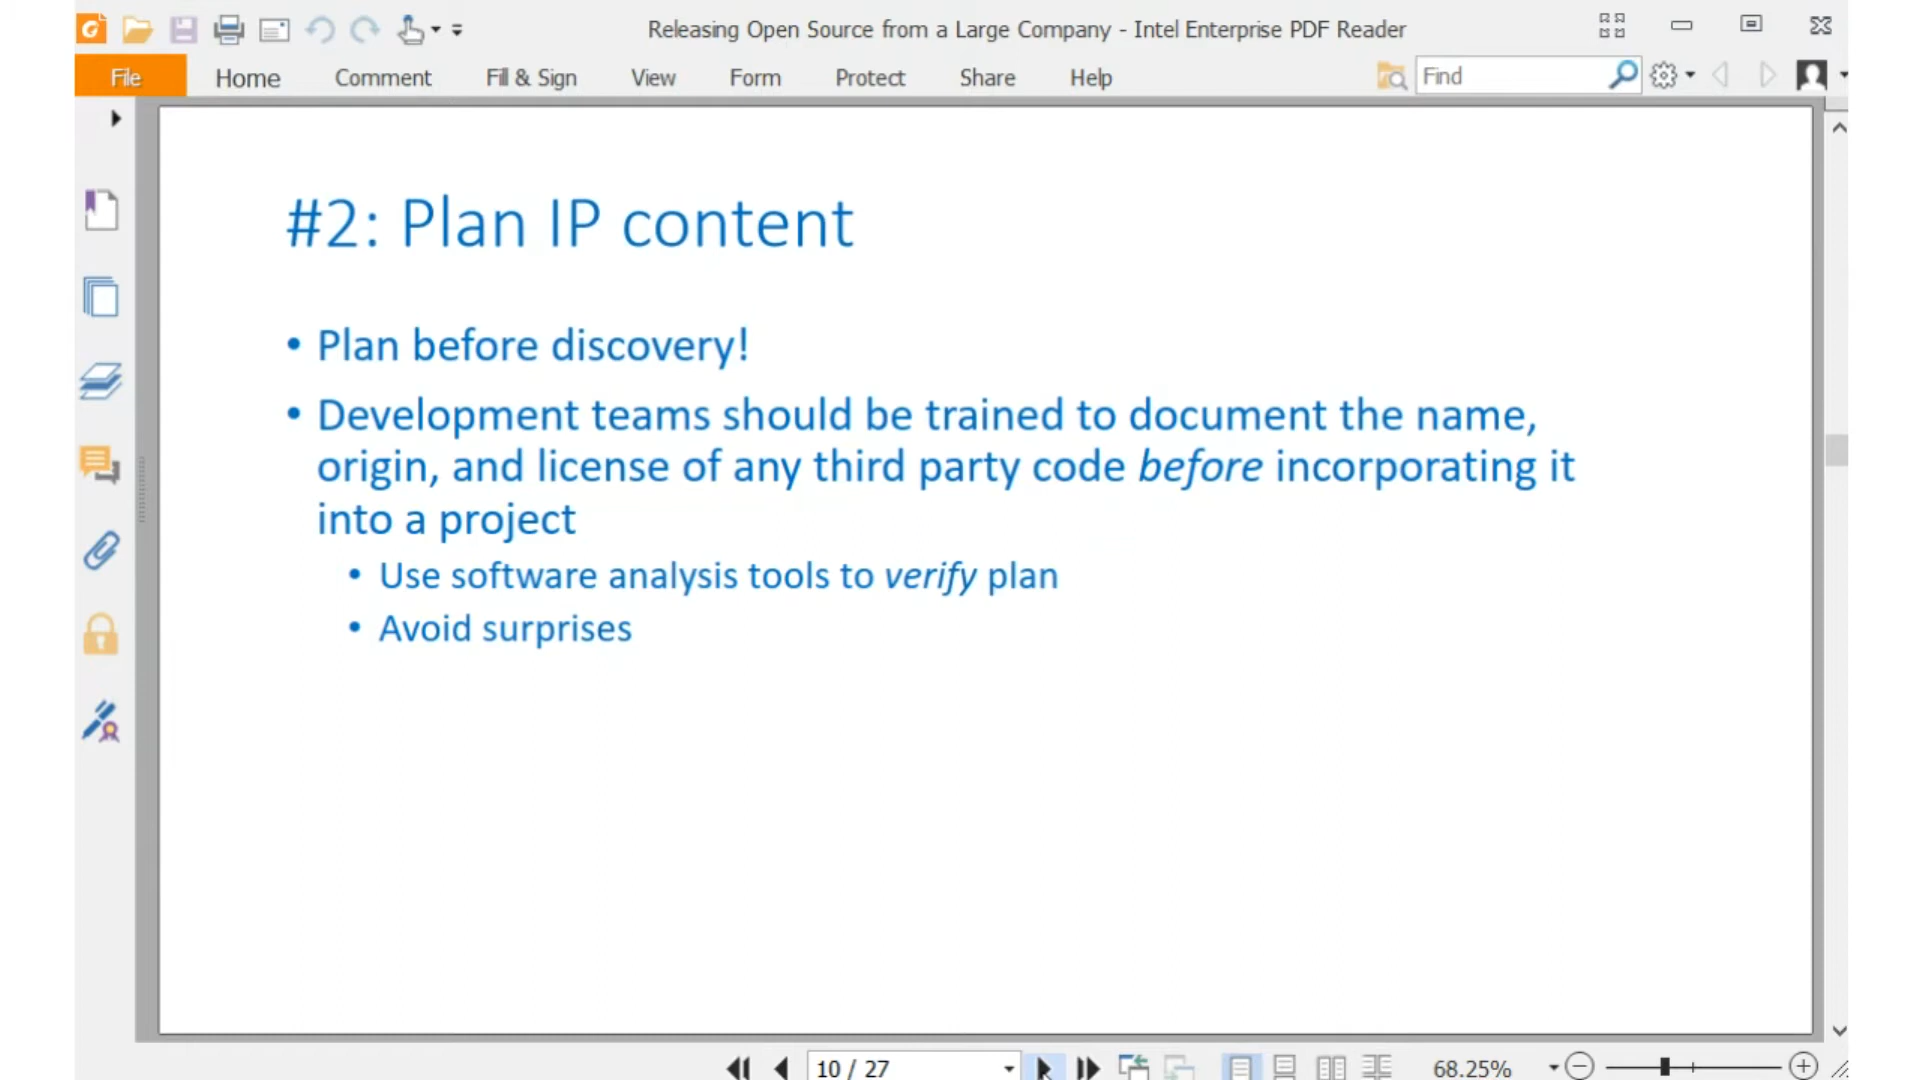 Releasing Open Source from a Large Company - Intel Enterprise PDF Reader
File Home Comment Fill & Sign View Form Protect Share Help Find
#2: Plan IP content
• Plan before discovery!
• Development teams should be trained to document the name,
origin, and license of any third party code before incorporating it
into a project
• Use software analysis tools to verify plan
• Avoid surprises
10 / 27 68.25%